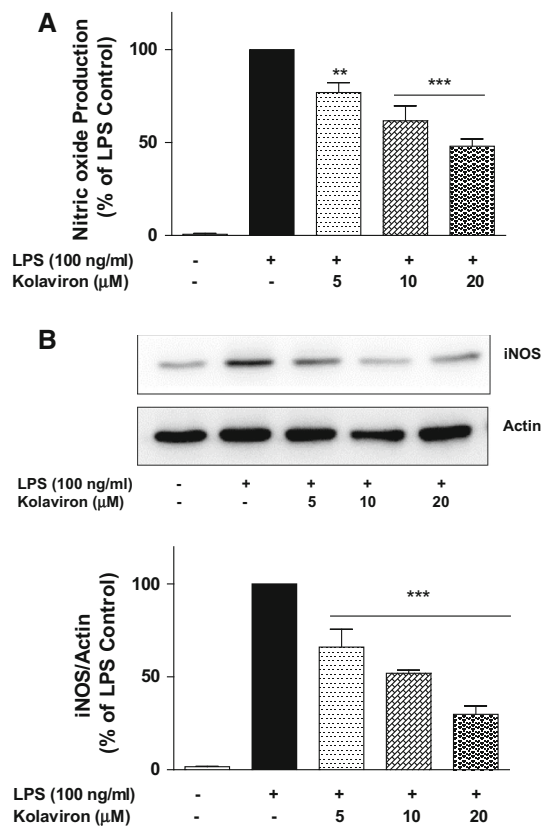 A
Nitric oxide Production
(% of LPS Control)
100
50
0
**
***
LPS (100 ng/ml) - + + + +
Kolaviron (μM) - - 5 10 20
B
iNOS
Actin
LPS (100 ng/ml) - + + + +
Kolaviron (μM) - - 5 10 20
iNOS/Actin
(% of LPS Control)
100
50
0
***
LPS (100 ng/ml) - + + + +
Kolaviron (μM) - - 5 10 20